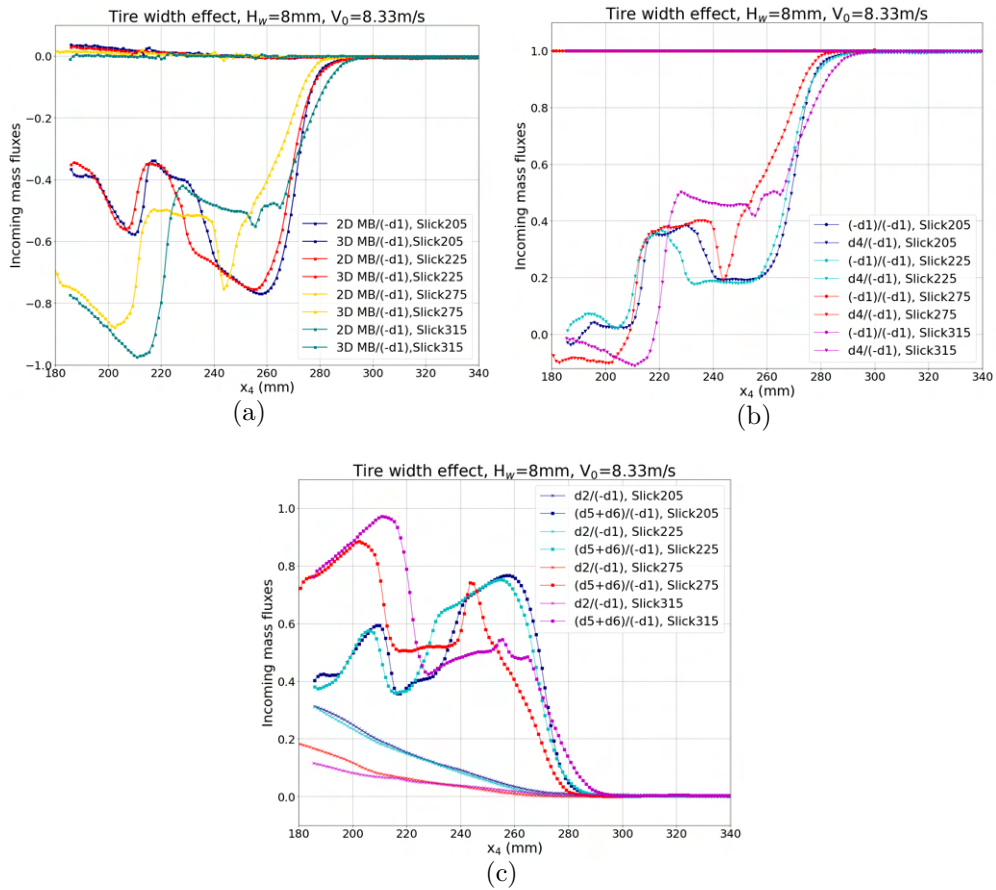 Tire width effect, H_w=8mm, V_0=8.33m/s
Incoming mass fluxes
0.0
−0.2
−0.4
−0.6
−0.8
−1.0
2D MB/(-d1), Slick205
3D MB/(-d1), Slick205
2D MB/(-d1), Slick225
3D MB/(-d1), Slick225
2D MB/(-d1), Slick275
3D MB/(-d1), Slick275
2D MB/(-d1), Slick315
3D MB/(-d1),Slick315
180 200 220 240 260 280 300 320 340
x_4 (mm)
(a)
Tire width effect, H_w=8mm, V_0=8.33m/s
Incoming mass fluxes
1.0
0.8
0.6
0.4
0.2
0.0
(-d1)/(-d1), Slick205
d4/(-d1), Slick205
(-d1)/(-d1), Slick225
d4/(-d1), Slick225
(-d1)/(-d1), Slick275
d4/(-d1), Slick275
(-d1)/(-d1), Slick315
d4/(-d1), Slick315
180 200 220 240 260 280 300 320 340
x_4 (mm)
(b)
Tire width effect, H_w=8mm, V_0=8.33m/s
Incoming mass fluxes
1.0
0.8
0.6
0.4
0.2
0.0
d2/(-d1), Slick205
(d5+d6)/(-d1), Slick205
d2/(-d1), Slick225
(d5+d6)/(-d1), Slick225
d2/(-d1), Slick275
(d5+d6)/(-d1), Slick275
d2/(-d1), Slick315
(d5+d6)/(-d1), Slick315
180 200 220 240 260 280 300 320 340
x_4 (mm)
(c)